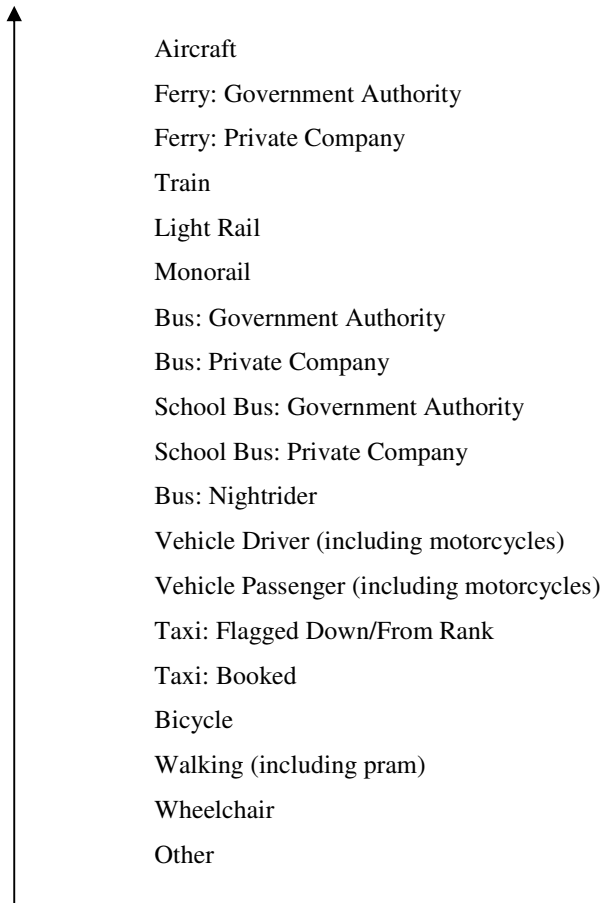 Aircraft
Ferry: Government Authority
Ferry: Private Company
Train
Light Rail
Monorail
Bus: Government Authority
Bus: Private Company
School Bus: Government Authority
School Bus: Private Company
Bus: Nightrider
Vehicle Driver (including motorcycles)
Vehicle Passenger (including motorcycles)
Taxi: Flagged Down/From Rank
Taxi: Booked
Bicycle
Walking (including pram)
Wheelchair
Other